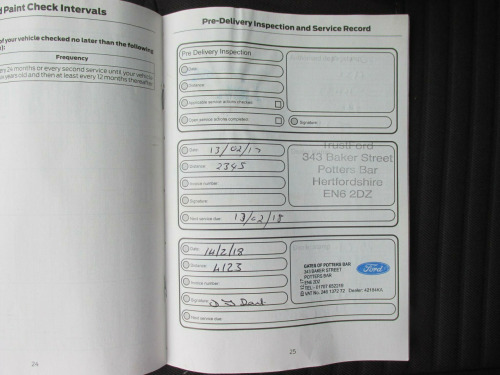 d Paint Check Intervals
of your vehicle checked no later than the following
Frequency
24 months or every second service until your
years old and then at least every 12 months thereafter
24
Pre-Delivery Inspection and Service Record
Pre Delivery Inspection
Date:
Distance:
Applicable service actions checked
Open service actions completed
Signature
Date: 13/02/17
Distance: 2345
Invoice number:
Signature:
Next service due: 13/02/18
TrustFord
343 Baker Street
Potters Bar
Hertfordshire
EN6 2DZ
Date: 14/2/18
Distance: 4123
Invoice number:
Signature:
Next service due:
GATES OF POTTERS BAR
343 BAKER STREET
POTTERS BAR
EN6 2DZ
Ford
25